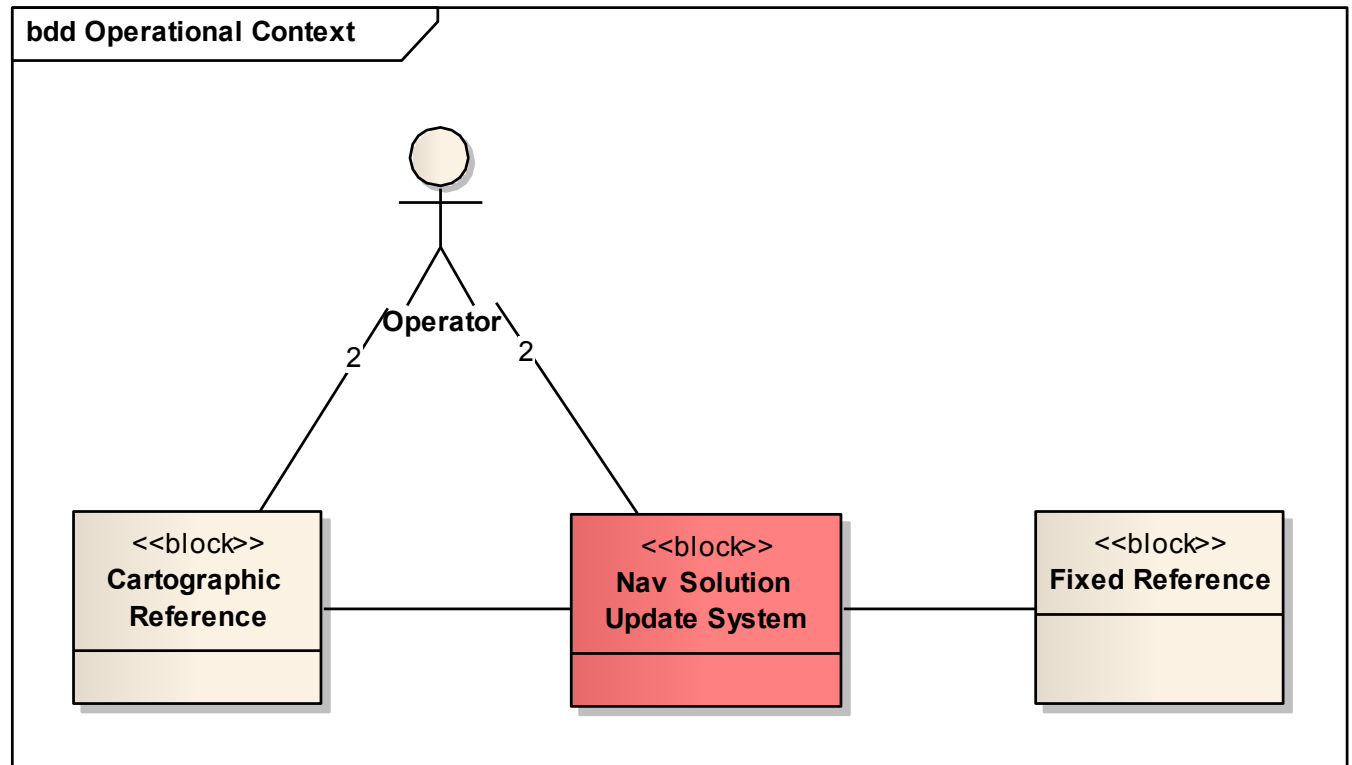 bdd Operational Context
Operator
2
2
<<block>>
Cartographic
Reference
<<block>>
Nav Solution
Update System
<<block>>
Fixed Reference